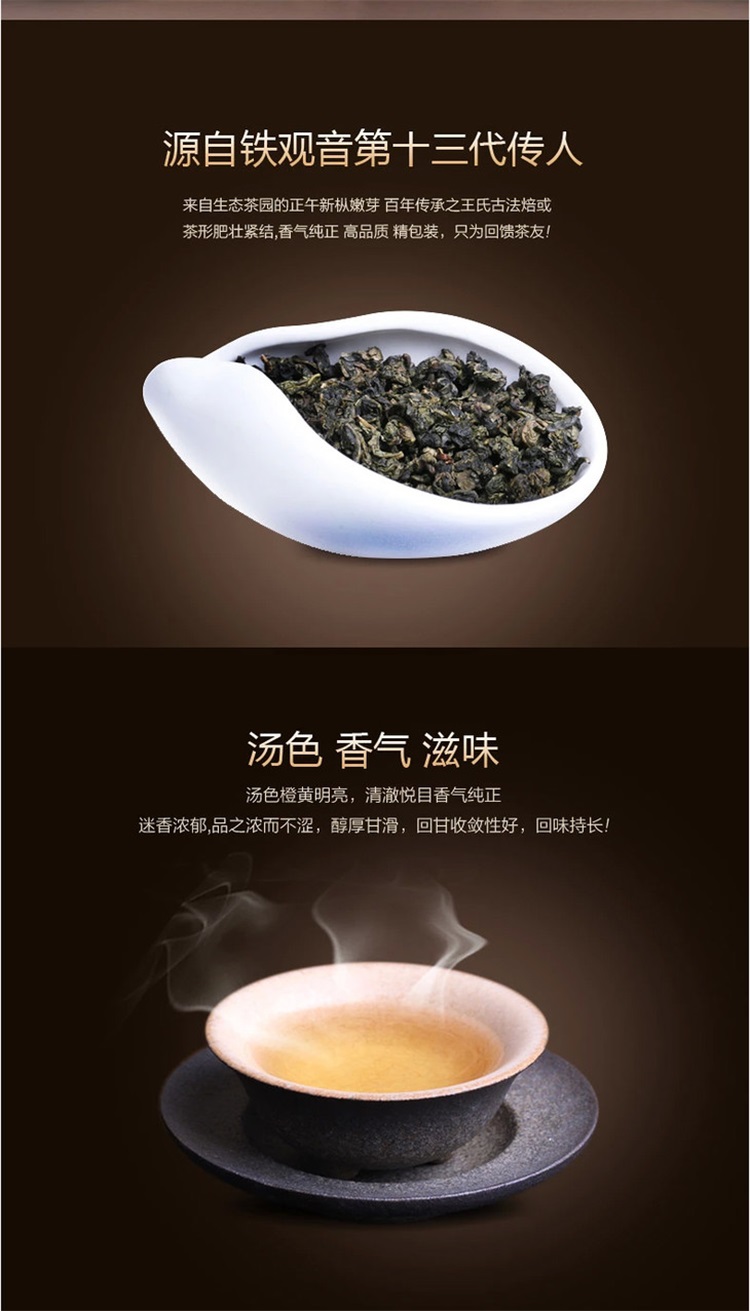 源自铁观音第十三代传人
来自生态茶园的正午新枞嫩芽 百年传承之王氏古法焙或
茶形肥壮紧结,香气纯正 高品质 精包装，只为回馈茶友!
汤色 香气 滋味
汤色橙黄明亮，清澈悦目香气纯正
迷香浓郁,品之浓而不涩，醇厚甘滑，回甘收敛性好，回味持长!